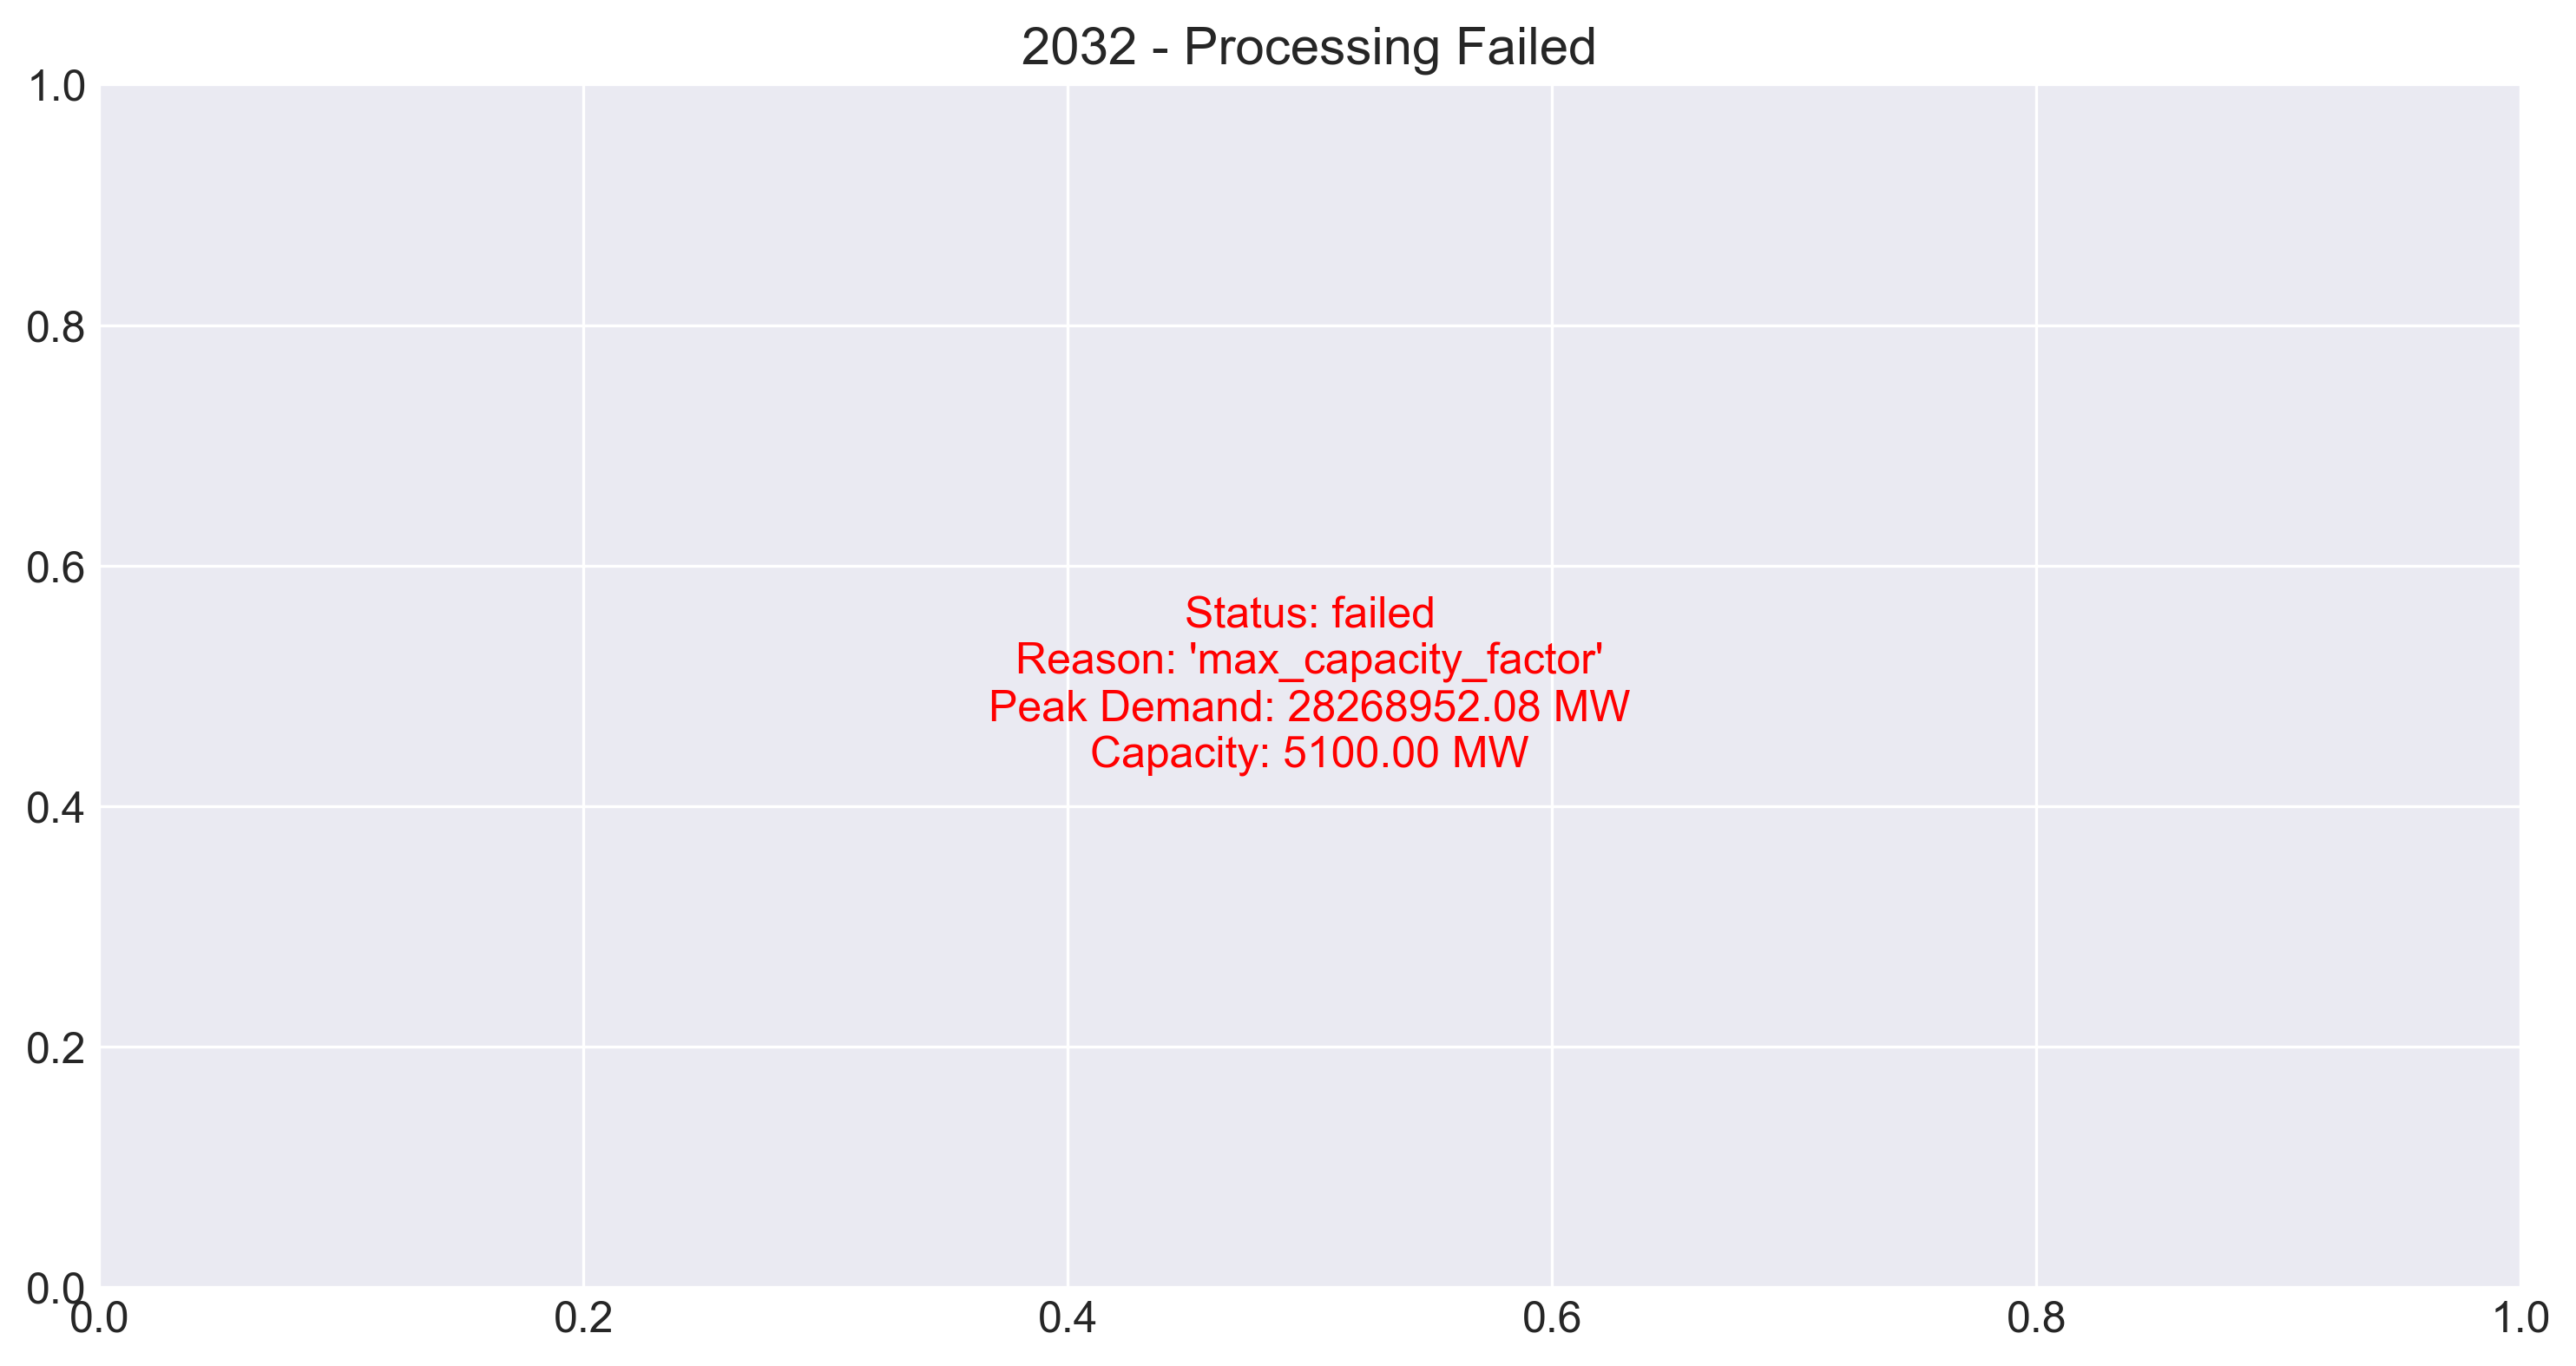 2032 - Processing Failed
1.0
0.8
0.6
Status: failed
Reason: 'max_capacity_factor'
Peak Demand: 28268952.08 MW
Capacity: 5100.00 MW
0.4
0.2
0.0
0.0 0.2 0.4 0.6 0.8 1.0